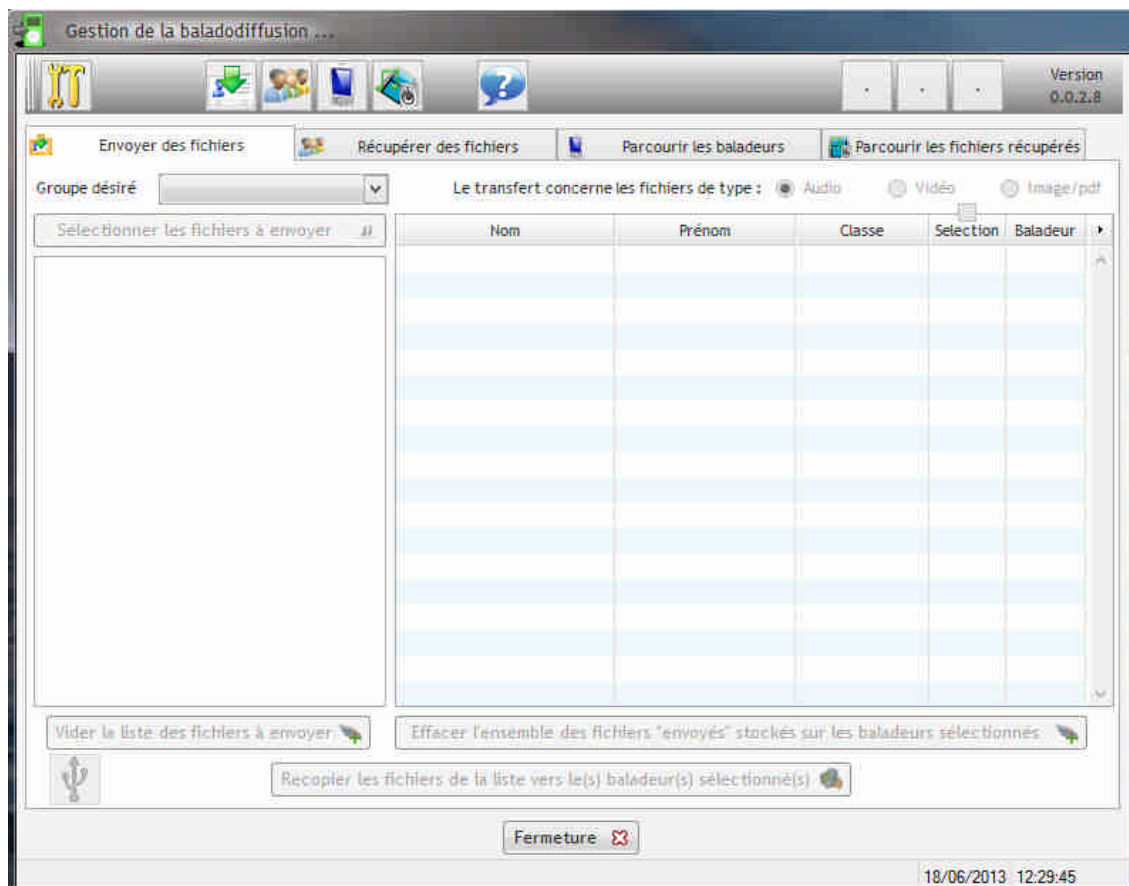 Gestion de la baladodiffusion ...
Version
0.0.2.8
Envoyer des fichiers
Récupérer des fichiers
Parcourir les baladeurs
Parcourir les fichiers récupérés
Groupe désiré
Le transfert concerne les fichiers de type :
Audio
Vidéo
Image/pdf
Sélectionner les fichiers à envoyer
Nom
Prénom
Classe
Selection
Baladeur
Vider la liste des fichiers à envoyer
Effacer l'ensemble des fichiers "envoyés" stockés sur les baladeurs sélectionnés
Recopier les fichiers de la liste vers le(s) baladeur(s) sélectionné(s)
Fermeture
18/06/2013 12:29:45